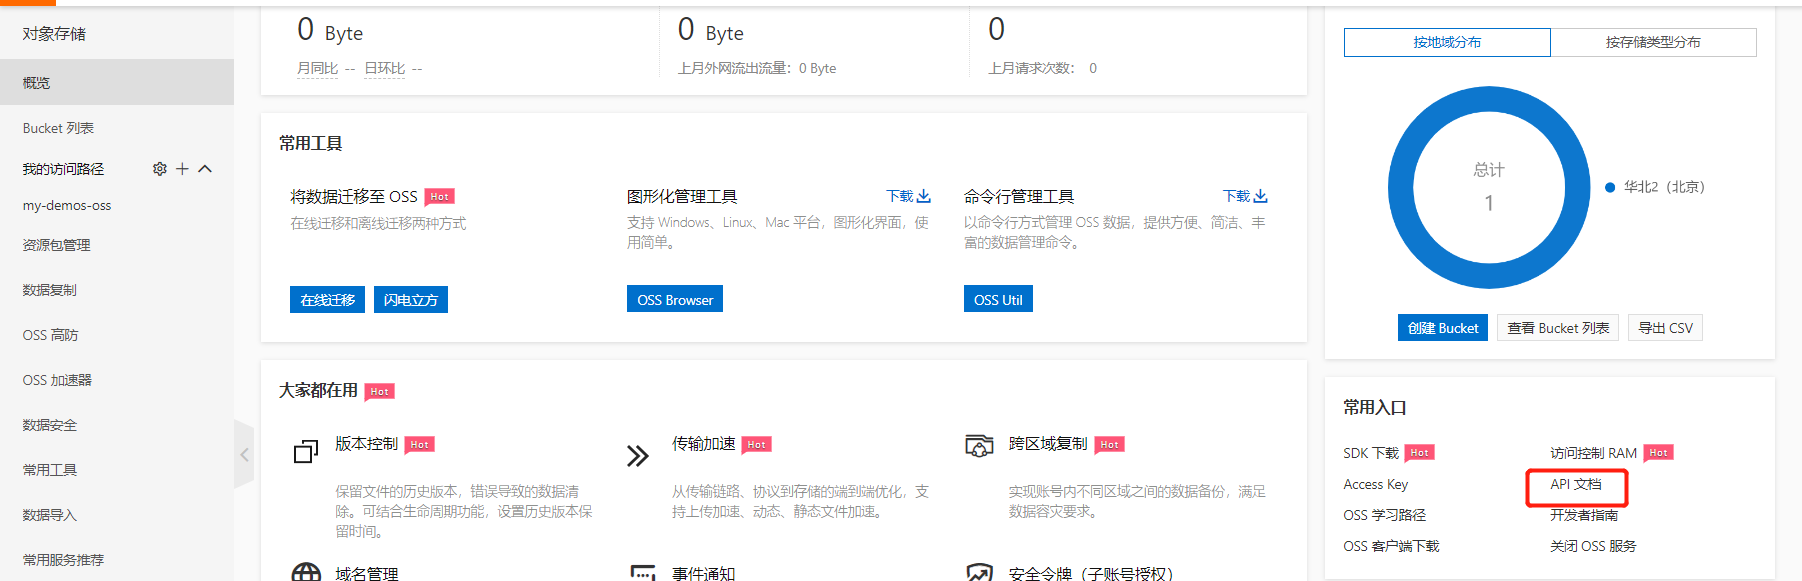 对象存储
概览
Bucket 列表
我的访问路径
my-demos-oss
资源包管理
数据复制
OSS 高防
OSS 加速器
数据安全
常用工具
数据导入
常用服务推荐
0 Byte
月同比 -- 日环比 --
0 Byte
上月外网流出流量：0 Byte
0
上月请求次数： 0
常用工具
将数据迁移至 OSS Hot
在线迁移和离线迁移两种方式
在线迁移 闪电立方
图形化管理工具 下载
支持 Windows、Linux、Mac 平台，图形化界面，使
用简单。
OSS Browser
命令行管理工具 下载
以命令行方式管理 OSS 数据，提供方便、简洁、丰
富的数据管理命令。
OSS Util
大家都在用 Hot
版本控制 Hot
保留文件的历史版本，错误导致的数据清
除。可结合生命周期功能，设置历史版本保
留时间。
传输加速 Hot
从传输链路、协议到存储的端到端优化，支
持上传加速、动态、静态文件加速。
跨区域复制 Hot
实现账号内不同区域之间的数据备份，满足
数据容灾要求。
域名管理
事件通知
安全令牌（子账号授权）
按地域分布 按存储类型分布
总计
1
华北2（北京）
创建 Bucket 查看 Bucket 列表 导出 CSV
常用入口
SDK 下载 Hot 访问控制 RAM Hot
Access Key API 文档
OSS 学习路径 开发者指南
OSS 客户端下载 关闭 OSS 服务